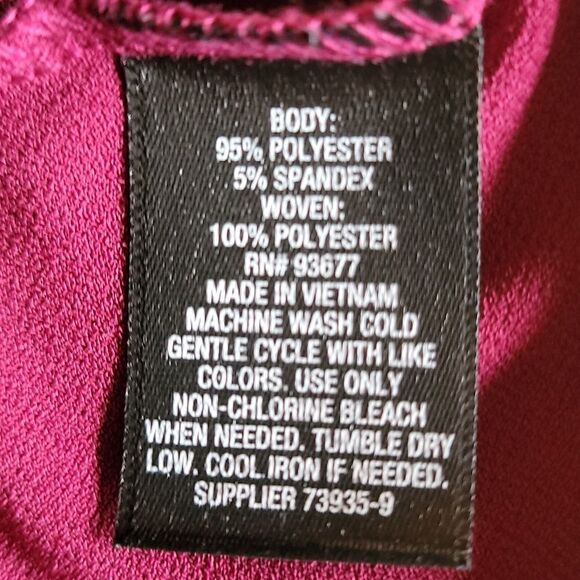 BODY:
95% POLYESTER
5% SPANDEX
WOVEN:
100% POLYESTER
RN# 93677
MADE IN VIETNAM
MACHINE WASH COLD
GENTLE CYCLE WITH LIKE
COLORS. USE ONLY
NON-CHLORINE BLEACH
WHEN NEEDED. TUMBLE DRY
LOW. COOL IRON IF NEEDED.
SUPPLIER 73935-9